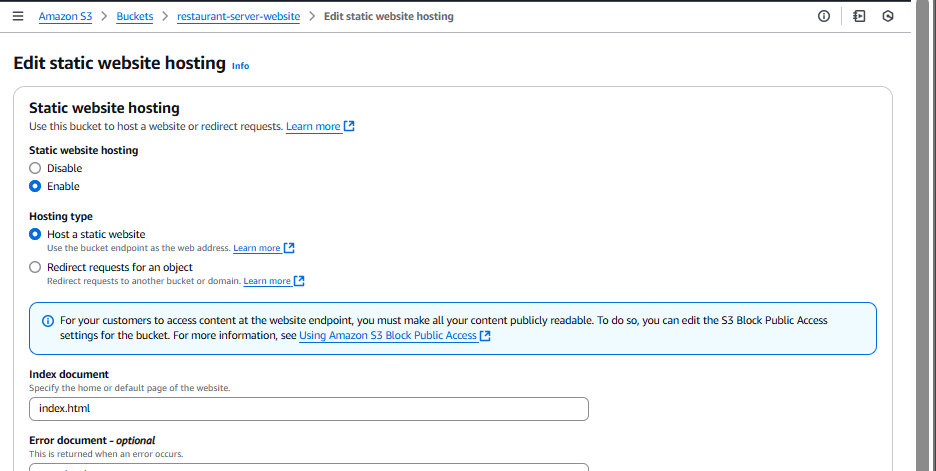 Amazon S3 > Buckets > restaurant-server-website > Edit static website hosting
Edit static website hosting Info
Static website hosting
Use this bucket to host a website or redirect requests. Learn more
Static website hosting
Disable
Enable
Hosting type
Host a static website
Use the bucket endpoint as the web address. Learn more
Redirect requests for an object
Redirect requests to another bucket or domain. Learn more
For your customers to access content at the website endpoint, you must make all your content publicly readable. To do so, you can edit the S3 Block Public Access
settings for the bucket. For more information, see Using Amazon S3 Block Public Access
Index document
Specify the home or default page of the website.
index.html
Error document - optional
This is returned when an error occurs.